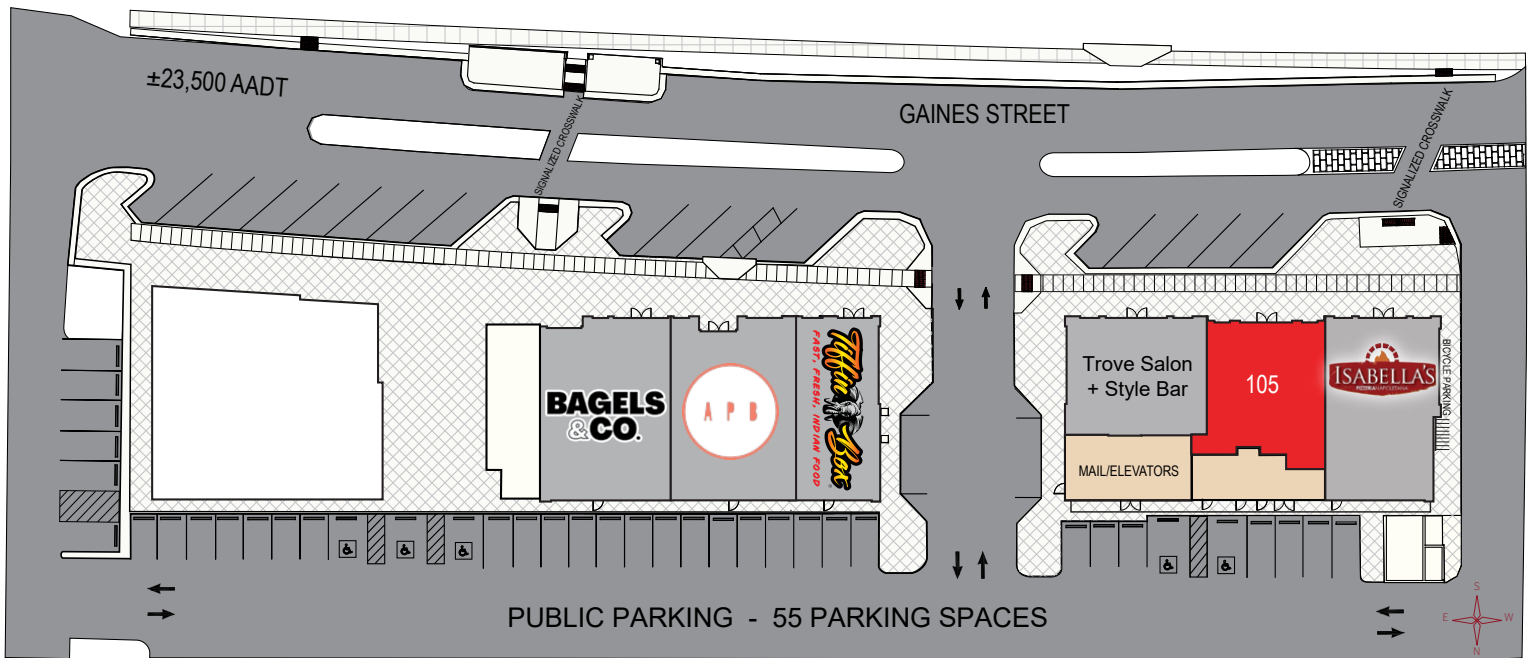 ±23,500 AADT
GAINES STREET
SIGNALIZED CROSSWALK
SIGNALIZED CROSSWALK
BAGELS
&CO.
APB
Tiffin Box
FAST, FRESH, INDIAN FOOD
Trove Salon
+ Style Bar
105
ISABELLA'S
PIZZERIA NAPOLETANA
BICYCLE PARKING
MAIL/ELEVATORS
PUBLIC PARKING - 55 PARKING SPACES
S
E
W
N